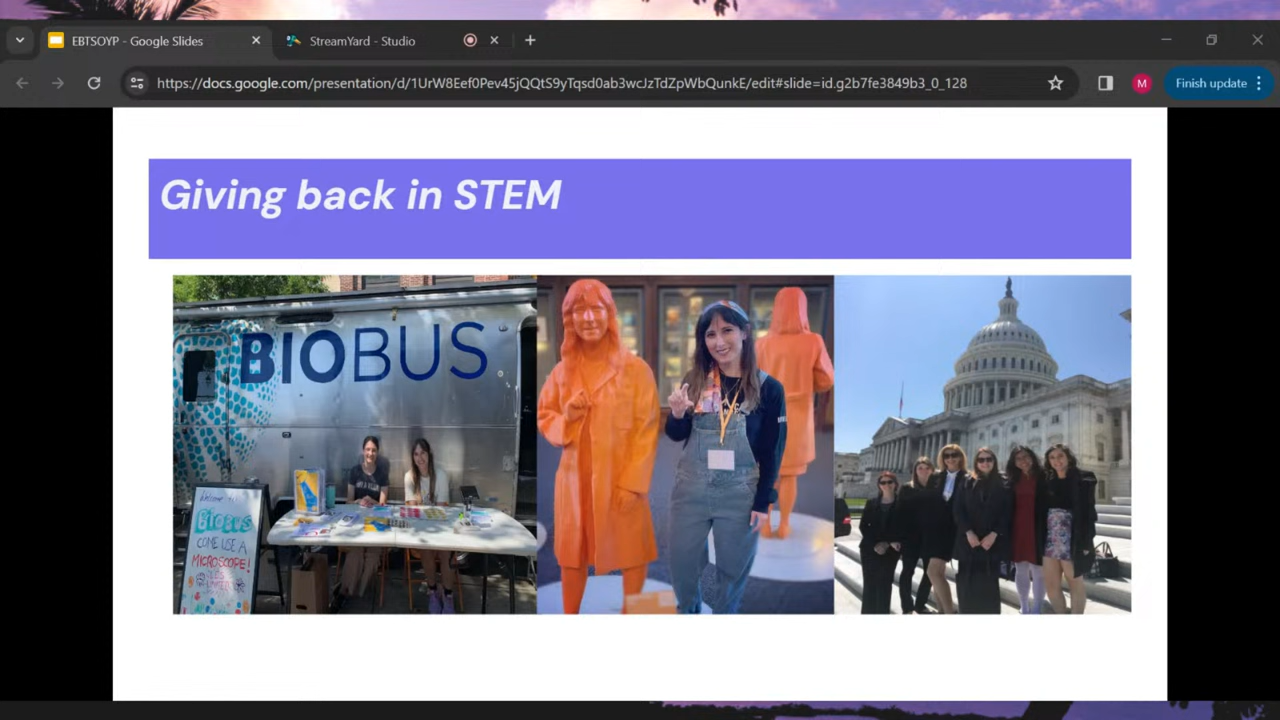 EBTSOYP - Google Slides
StreamYard - Studio
https://docs.google.com/presentation/d/1UrW8Eef0Pev45jQQtS9yTqsd0ab3wcJzTdZpWbQunkE/edit#slide=id.g2b7fe3849b3_0_128
M
Finish update
Giving back in STEM
BIOBUS
Welcome
BIOBUS
COME USE A
MICROSCOPE!